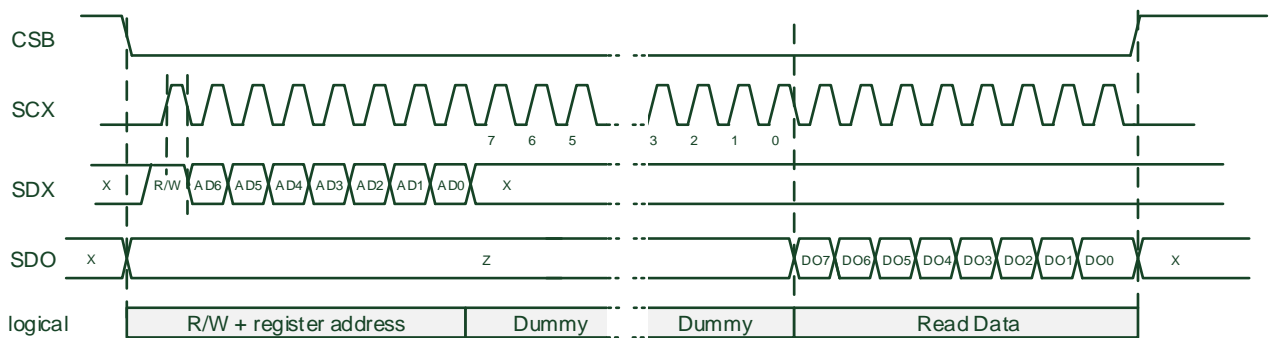 CSB
SCX
7 6 5 3 2 1 0
SDX X R/W AD6 AD5 AD4 AD3 AD2 AD1 AD0 X
SDO X Z DO7 DO6 DO5 DO4 DO3 DO2 DO1 DO0 X
logical R/W + register address Dummy Dummy Read Data